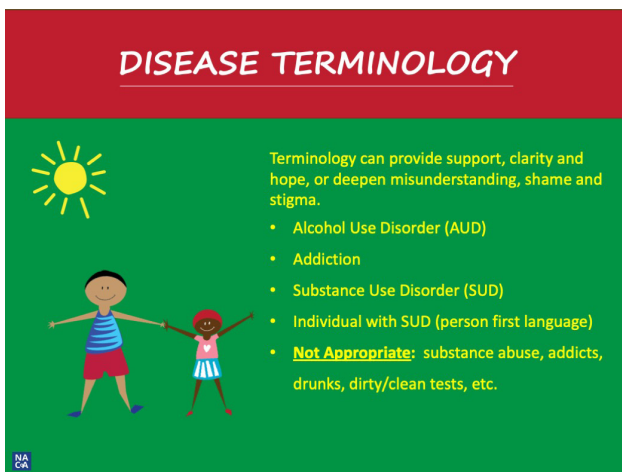 DISEASE TERMINOLOGY
Terminology can provide support, clarity and
hope, or deepen misunderstanding, shame and
stigma.
• Alcohol Use Disorder (AUD)
• Addiction
• Substance Use Disorder (SUD)
• Individual with SUD (person first language)
• Not Appropriate: substance abuse, addicts,
drunks, dirty/clean tests, etc.
NA
CoA